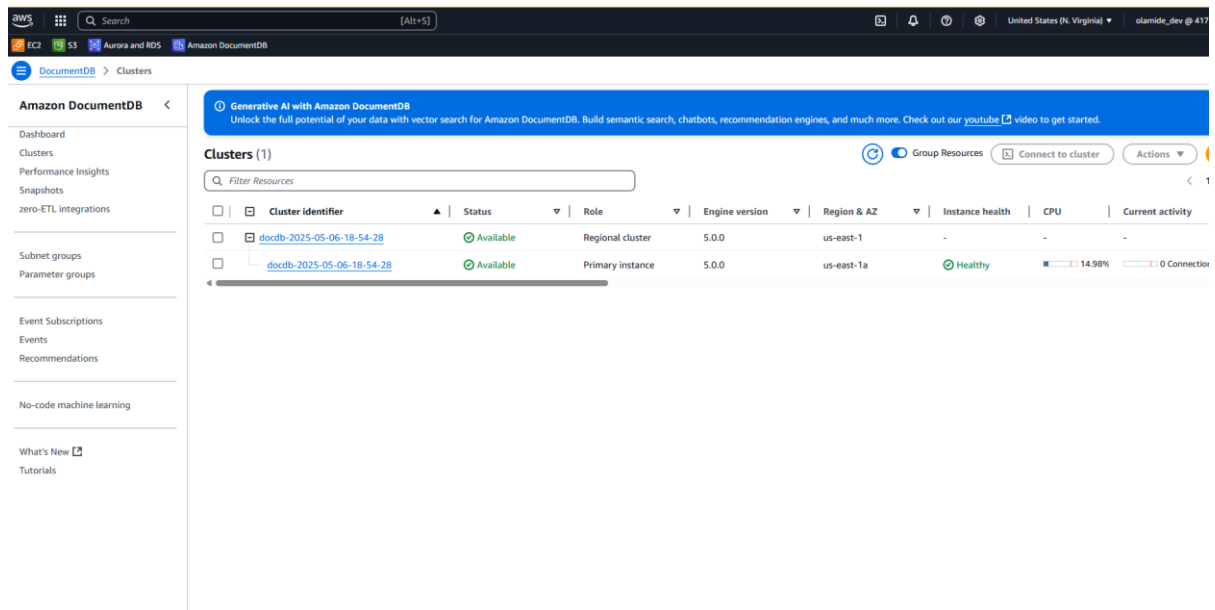 aws Search [Alt+S] United States (N. Virginia) ▼ olamide_dev @ 417
EC2 S3 Aurora and RDS Amazon DocumentDB
DocumentDB > Clusters
Amazon DocumentDB
Dashboard
Clusters
Performance Insights
Snapshots
zero-ETL integrations
Subnet groups
Parameter groups
Event Subscriptions
Events
Recommendations
No-code machine learning
What's New
Tutorials
Generative AI with Amazon DocumentDB
Unlock the full potential of your data with vector search for Amazon DocumentDB. Build semantic search, chatbots, recommendation engines, and much more. Check out our youtube video to get started.
Clusters (1) Group Resources Connect to cluster Actions ▼
Filter Resources < 1
Cluster identifier Status Role Engine version Region & AZ Instance health CPU Current activity
docdb-2025-05-06-18-54-28 Available Regional cluster 5.0.0 us-east-1 - - -
docdb-2025-05-06-18-54-28 Available Primary instance 5.0.0 us-east-1a Healthy 14.98% 0 Connection